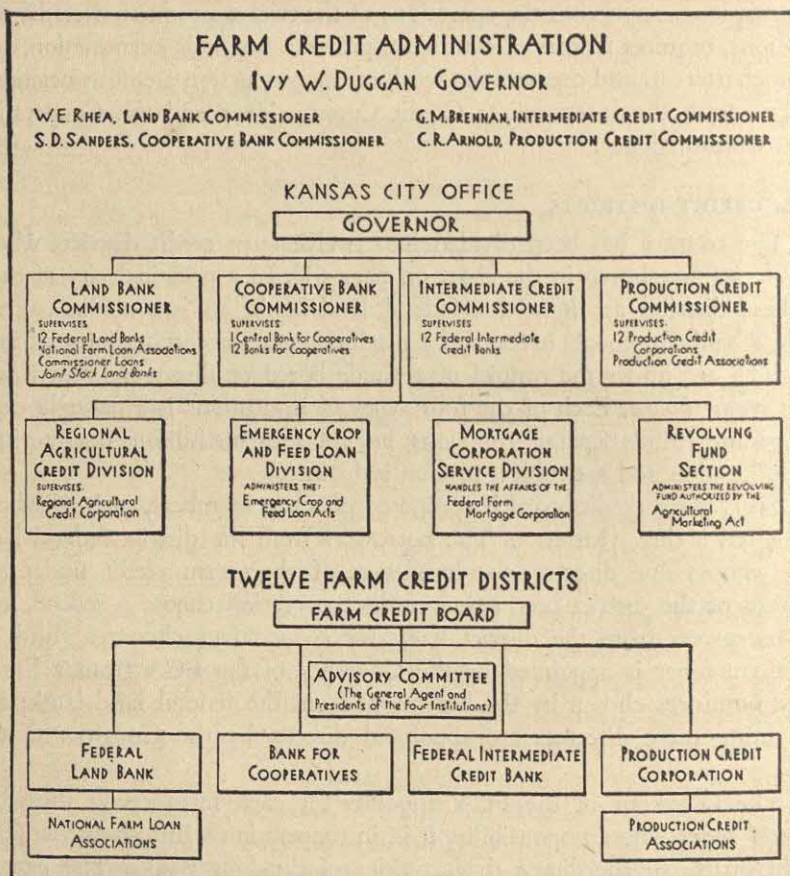 FARM CREDIT ADMINISTRATION
IVY W. DUGGAN GOVERNOR
W.E. RHEA, LAND BANK COMMISSIONER
G.M. BRENNAN, INTERMEDIATE CREDIT COMMISSIONER
S.D. SANDERS, COOPERATIVE BANK COMMISSIONER
C.R. ARNOLD, PRODUCTION CREDIT COMMISSIONER
KANSAS CITY OFFICE
GOVERNOR
LAND BANK
COMMISSIONER
SUPERVISES
12 Federal Land Banks
National Farm Loan Associations
Commissioner Loans
Joint Stock Land Banks
COOPERATIVE BANK
COMMISSIONER
SUPERVISES:
1 Central Bank for Cooperatives
12 Banks for Cooperatives
INTERMEDIATE CREDIT
COMMISSIONER
SUPERVISES
12 Federal Intermediate
Credit Banks
PRODUCTION CREDIT
COMMISSIONER
SUPERVISES:
12 Production Credit
Corporations
Production Credit Associations
REGIONAL
AGRICULTURAL
CREDIT DIVISION
SUPERVISES:
Regional Agricultural
Credit Corporation
EMERGENCY CROP
AND FEED LOAN
DIVISION
ADMINISTERS THE:
Emergency Crop and
Feed Loan Acts
MORTGAGE
CORPORATION
SERVICE DIVISION
HANDLES THE AFFAIRS OF THE
Federal Farm
Mortgage Corporation
REVOLVING
FUND
SECTION
ADMINISTERS THE REVOLVING
FUND AUTHORIZED BY THE
Agricultural
Marketing Act
TWELVE FARM CREDIT DISTRICTS
FARM CREDIT BOARD
ADVISORY COMMITTEE
(The General Agent and
Presidents of the Four Institutions)
FEDERAL
LAND BANK
BANK FOR
COOPERATIVES
FEDERAL INTERMEDIATE
CREDIT BANK
PRODUCTION CREDIT
CORPORATION
NATIONAL FARM LOAN
ASSOCIATIONS
PRODUCTION CREDIT
ASSOCIATIONS